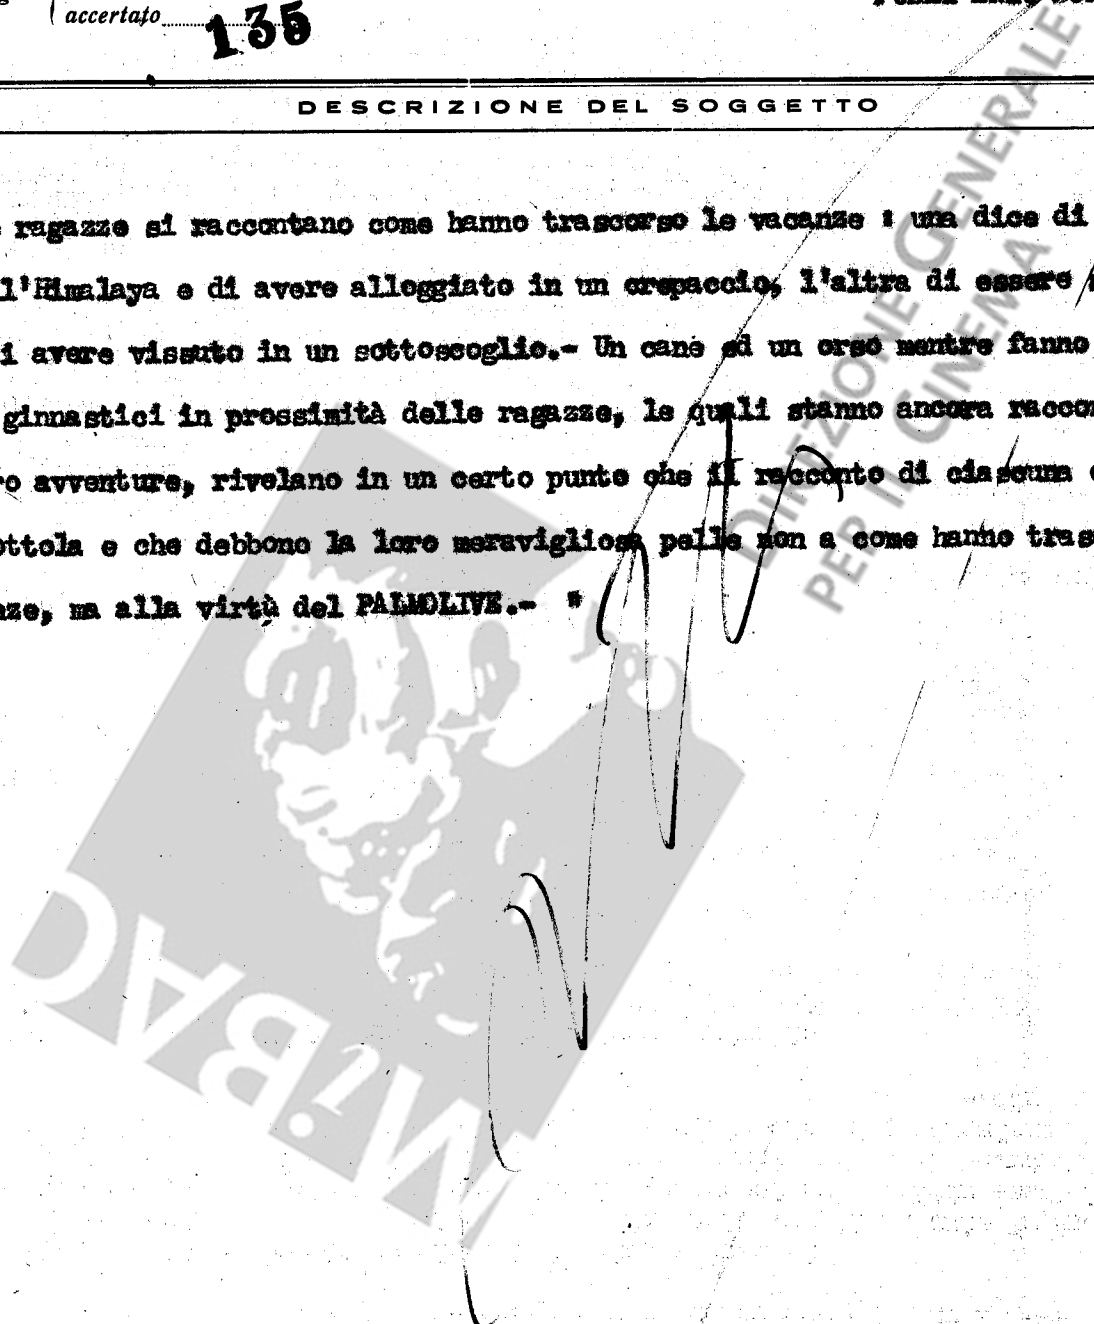 accertato 135
DESCRIZIONE DEL SOGGETTO
ragazze si raccontano come hanno trascorso le vacanze : una dice di
l'Himalaya e di avere alloggiato in un crepaccio, l'altra di essere
i avere vissuto in un sottoscoglio.- Un cane ed un orso mentre fanno
ginnastici in prossimità delle ragazze, le quali stanno ancora raccon
o avventure, rivelano in un certo punto che il racconto di ciascuna
ottola e che debbono la loro meravigliosa pelle non a come hanno tras
nze, ma alla virtù del PALMOLIVE.- "
DIREZIONE GENERALE
PER IL CINEMA
MiBAC